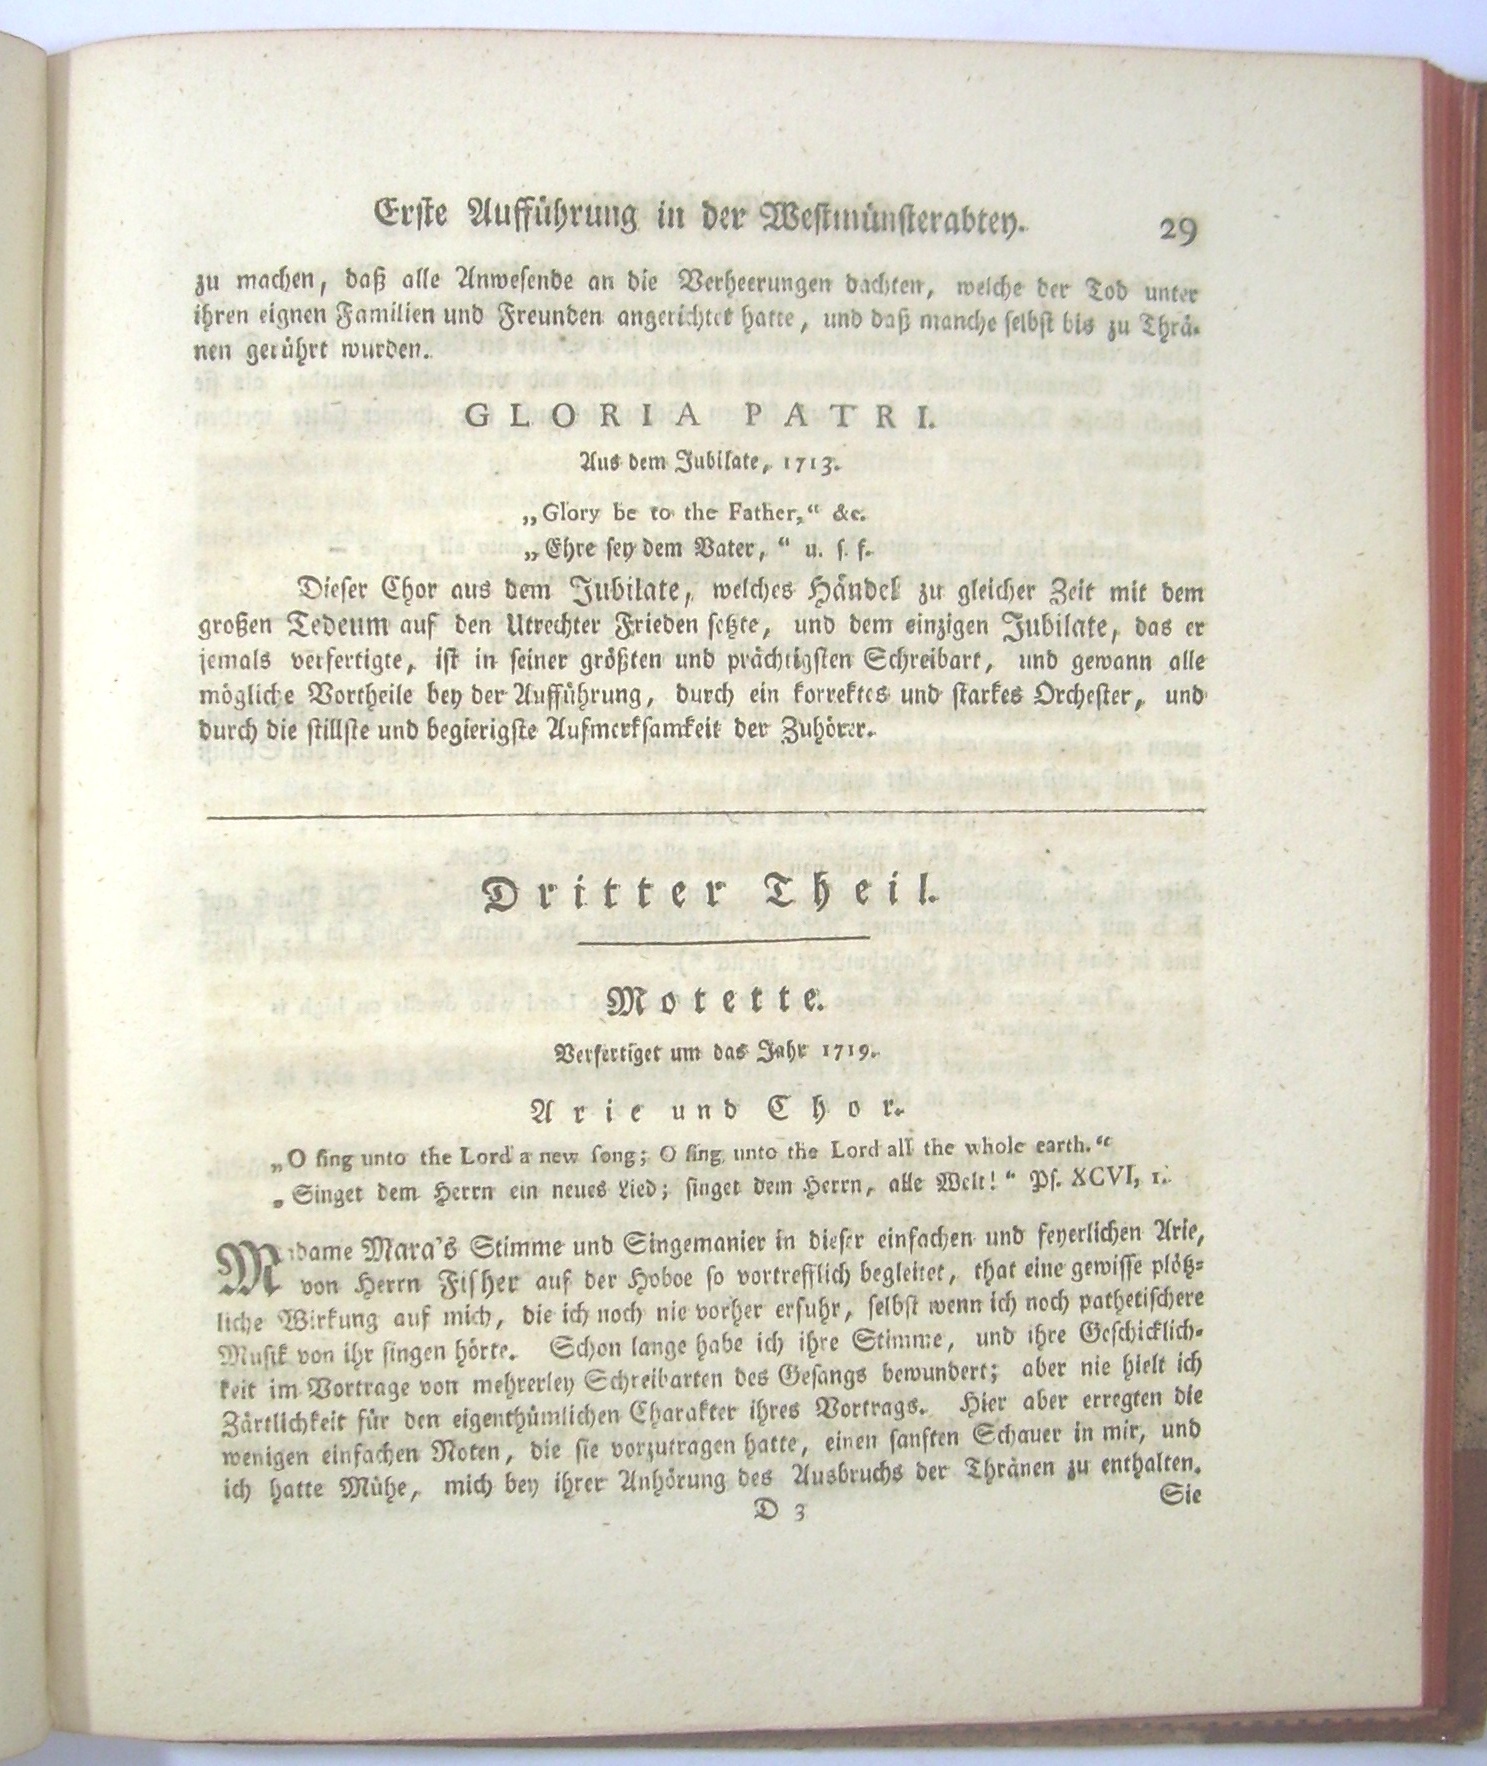 Erste Aufführung in der Westmünsterabtey. 29
zu machen, daß alle Anwesende an die Verheerungen dachten, welche der Tod unter
ihren eignen Familien und Freunden angerichtet hatte, und daß manche selbst bis zu Thrä-
nen gerührt wurden.
GLORIA PATRI.
Aus dem Jubilate, 1713.
„Glory be to the Father,“ &c.
„Ehre sey dem Vater,“ u. s. f.
Dieser Chor aus dem Jubilate, welches Händel zu gleicher Zeit mit dem
großen Tedeum auf den Utrechter Frieden setzte, und dem einzigen Jubilate, das er
jemals verfertigte, ist in seiner größten und prächtigsten Schreibart, und gewann alle
mögliche Vortheile bey der Aufführung, durch ein korrektes und starkes Orchester, und
durch die stillste und begierigste Aufmerksamkeit der Zuhörer.
Dritter Theil.
Motette.
Verfertiget um das Jahr 1719.
Arie und Chor.
„O ſing unto the Lord a new ſong; O ſing unto the Lord all the whole earth.“
„Singet dem Herrn ein neues Lied; singet dem Herrn, alle Welt!“ Ps. XCVI, 1.
Madame Mara's Stimme und Singemanier in dieser einfachen und feyerlichen Arie,
von Herrn Fischer auf der Hoboe so vortrefflich begleitet, that eine gewisse plötz-
liche Wirkung auf mich, die ich noch nie vorher erfuhr, selbst wenn ich noch pathetischere
Musik von ihr singen hörte. Schon lange habe ich ihre Stimme, und ihre Geschicklich-
keit im Vortrage von mehrerley Schreibarten des Gesangs bewundert; aber nie hielt ich
Zärtlichkeit für den eigenthümlichen Charakter ihres Vortrags. Hier aber erregten die
wenigen einfachen Noten, die sie vorzutragen hatte, einen sanften Schauer in mir, und
ich hatte Mühe, mich bey ihrer Anhörung des Ausbruchs der Thränen zu enthalten.
D 3 Sie